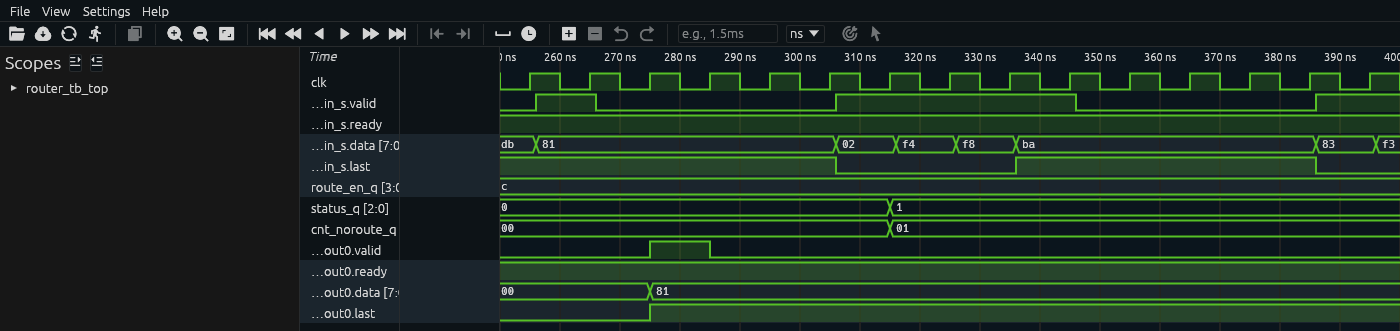 File View Settings Help
e.g., 1.5ms ns
Scopes
router_tb_top
Time 0 ns 260 ns 270 ns 280 ns 290 ns 300 ns 310 ns 320 ns 330 ns 340 ns 350 ns 360 ns 370 ns 380 ns 390 ns 400
clk
…in_s.valid
…in_s.ready
…in_s.data [7:0 db 81 02 f4 f8 ba 83 f3
…in_s.last
route_en_q [3:0 c
status_q [2:0] 0 1
cnt_noroute_q 00 01
…out0.valid
…out0.ready
…out0.data [7:0 00 81
…out0.last